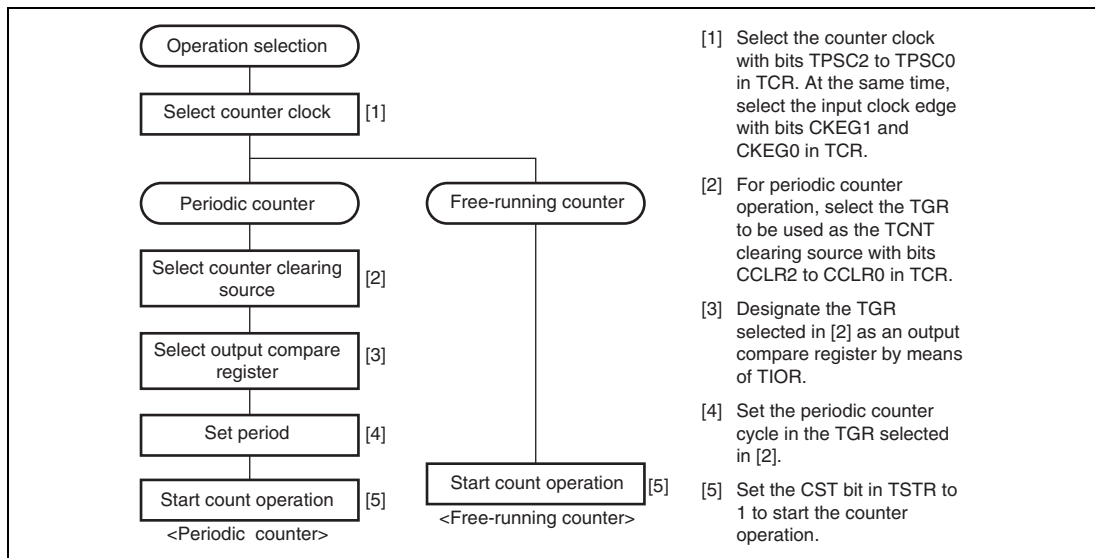 Operation selection
Select counter clock
[1]
Periodic counter
Free-running counter
Select counter clearing
source
[2]
Select output compare
register
[3]
Set period
[4]
Start count operation
[5]
<Periodic counter>
Start count operation
[5]
<Free-running counter>
[1] Select the counter clock
with bits TPSC2 to TPSC0
in TCR. At the same time,
select the input clock edge
with bits CKEG1 and
CKEG0 in TCR.
[2] For periodic counter
operation, select the TGR
to be used as the TCNT
clearing source with bits
CCLR2 to CCLR0 in TCR.
[3] Designate the TGR
selected in [2] as an output
compare register by means
of TIOR.
[4] Set the periodic counter
cycle in the TGR selected
in [2].
[5] Set the CST bit in TSTR to
1 to start the counter
operation.